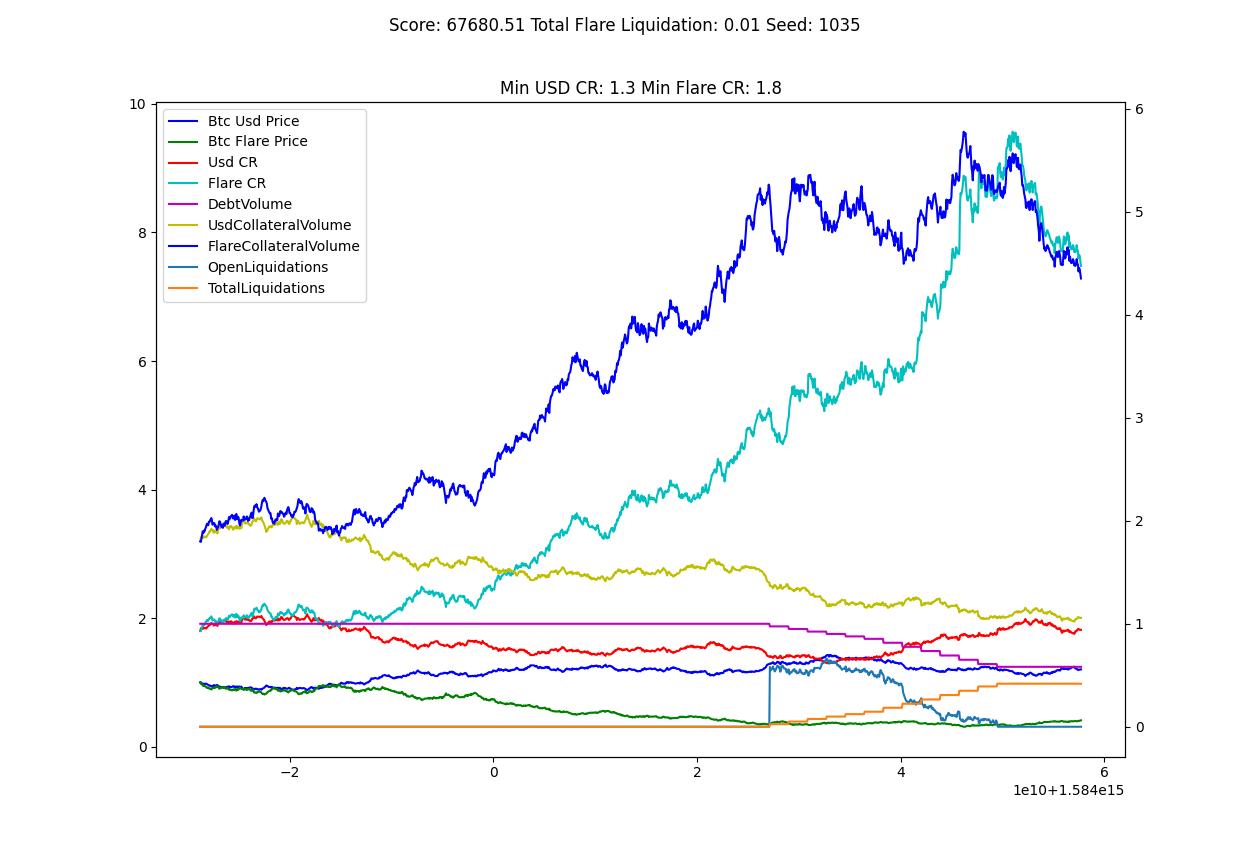 Score: 67680.51 Total Flare Liquidation: 0.01 Seed: 1035
Min USD CR: 1.3 Min Flare CR: 1.8
Btc Usd Price
Btc Flare Price
Usd CR
Flare CR
DebtVolume
UsdCollateralVolume
FlareCollateralVolume
OpenLiquidations
TotalLiquidations
10
8
6
4
2
0
6
5
4
3
2
1
0
−2 0 2 4 6
1e10+1.584e15